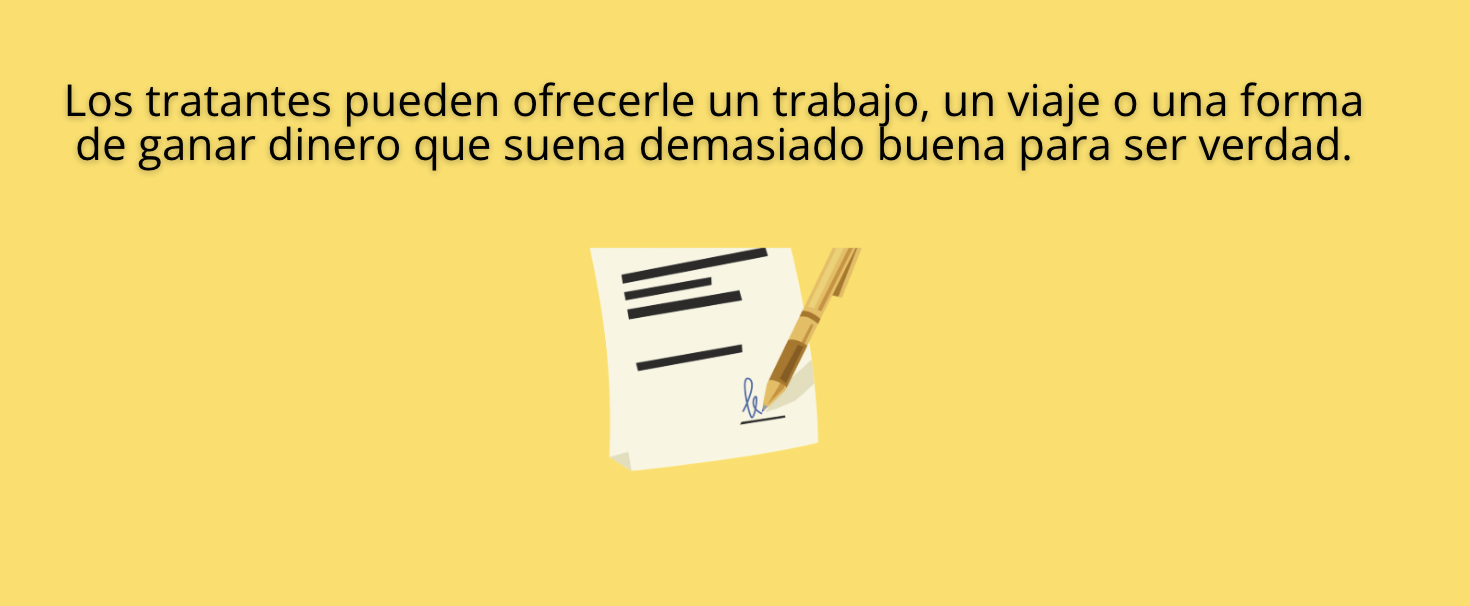 Los tratantes pueden ofrecerle un trabajo, un viaje o una forma
de ganar dinero que suena demasiado buena para ser verdad.